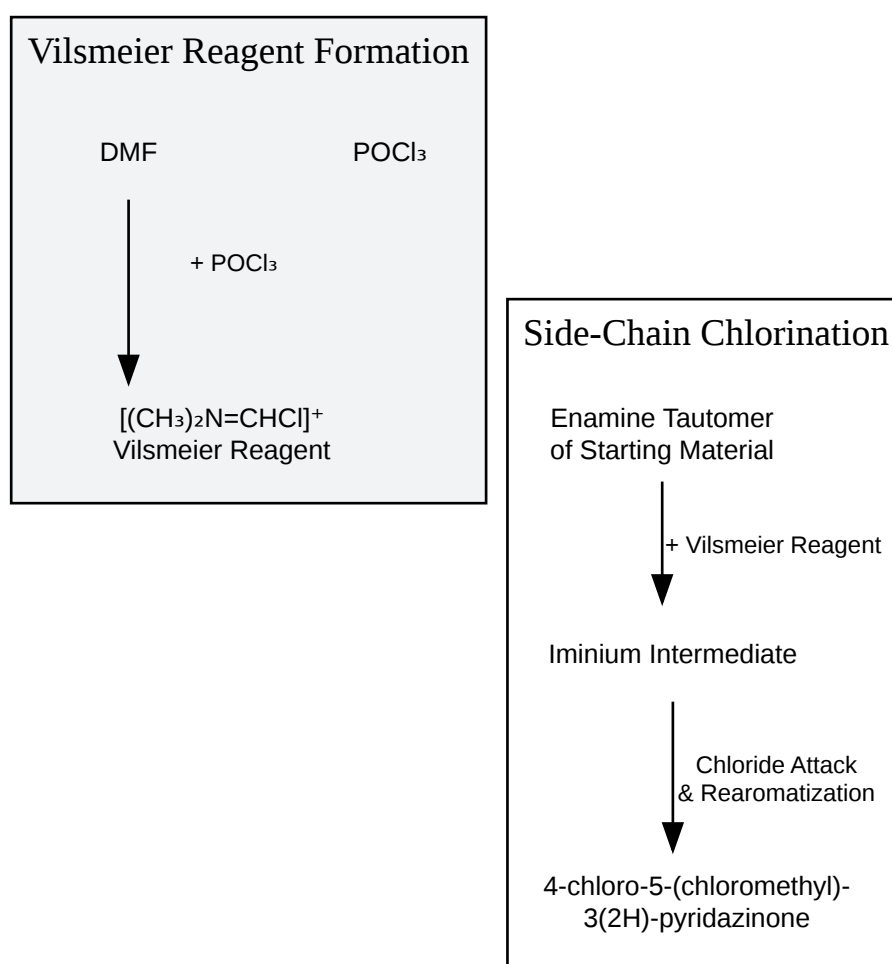 Vilsmeier Reagent Formation
DMF
POCl₃
+ POCl₃
[(CH₃)₂N=CHCl]⁺
Vilsmeier Reagent
Side-Chain Chlorination
Enamine Tautomer
of Starting Material
+ Vilsmeier Reagent
Iminium Intermediate
Chloride Attack
& Rearomatization
4-chloro-5-(chloromethyl)-
3(2H)-pyridazinone